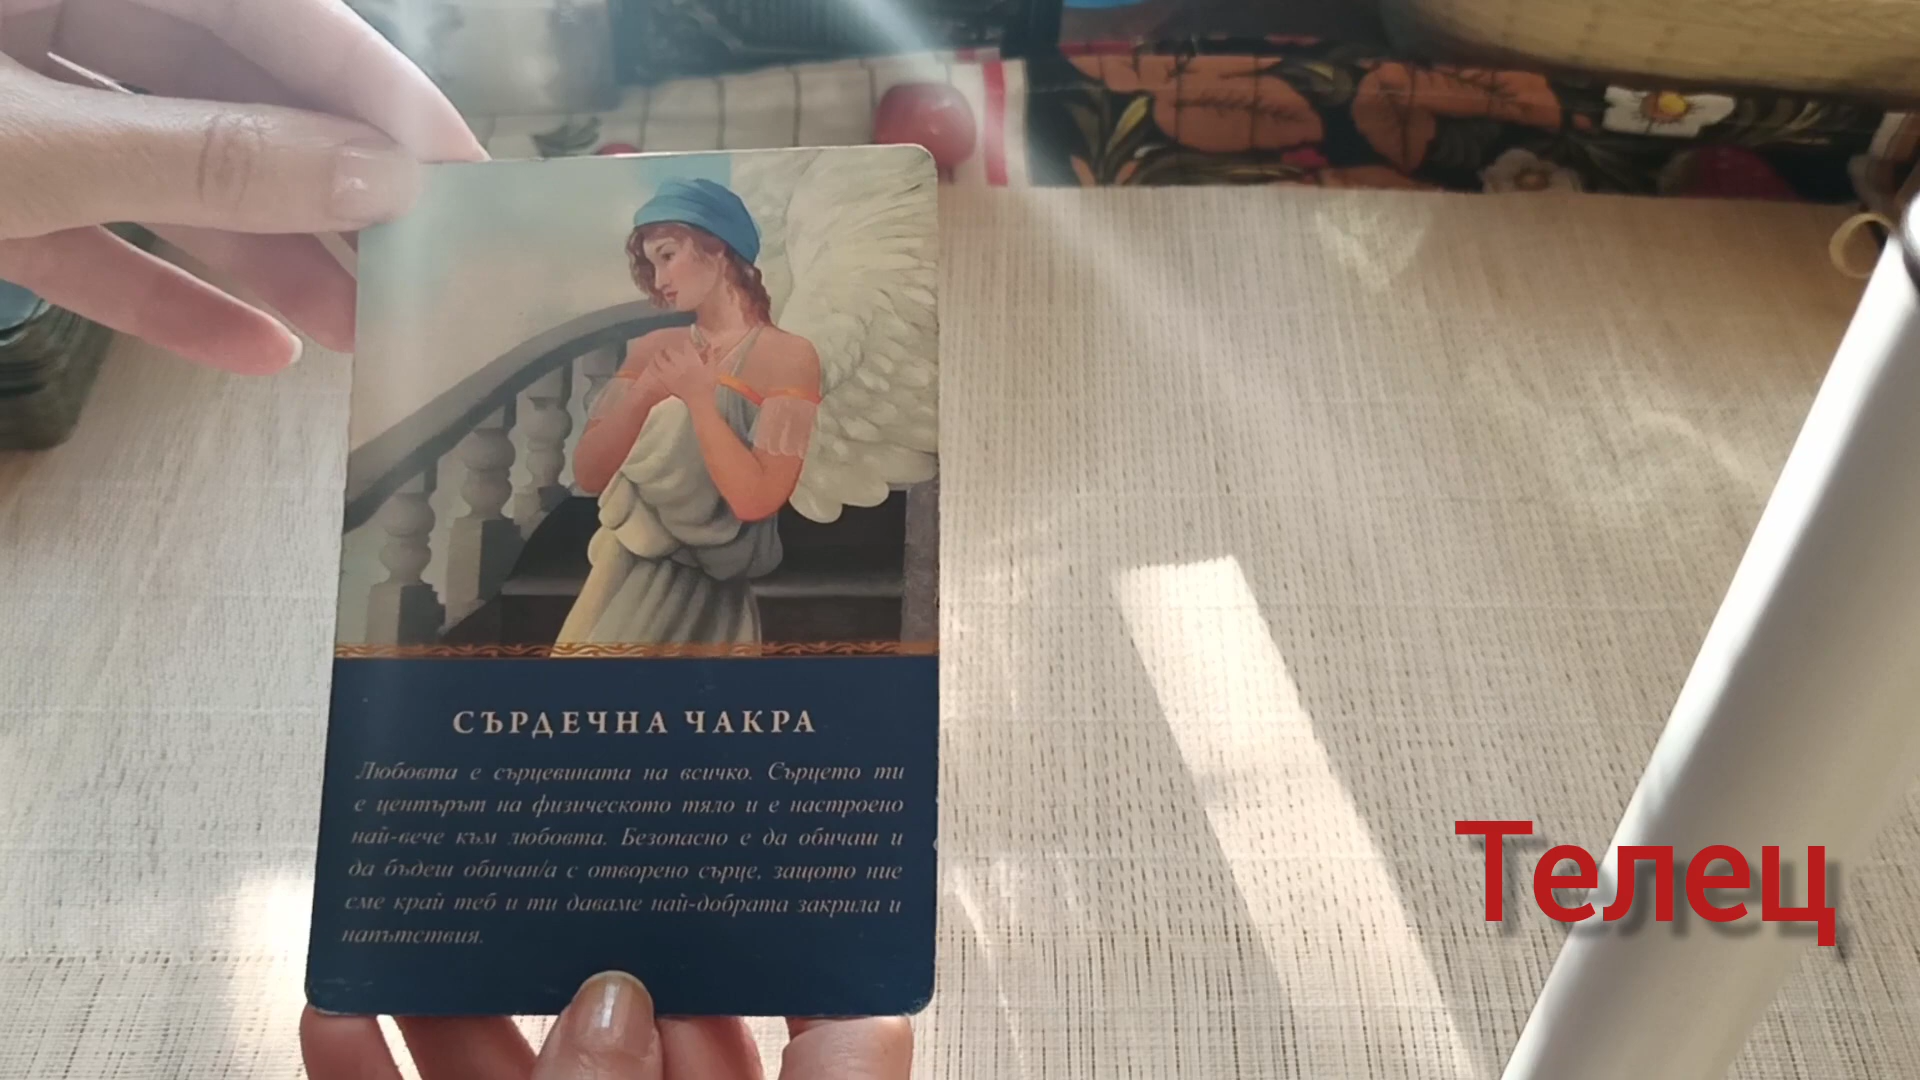 СЪРДЕЧНА ЧАКРА
Любовта е сърцевината на всичко. Сърцето ти
е центърът на физическото тяло и е настроено
най-вече към любовта. Безопасно е да обичаш и
да бъдеш обичан/а с отворено сърце, защото ние
сме край теб и ти даваме най-добрата закрила и
напътствия.
Телец